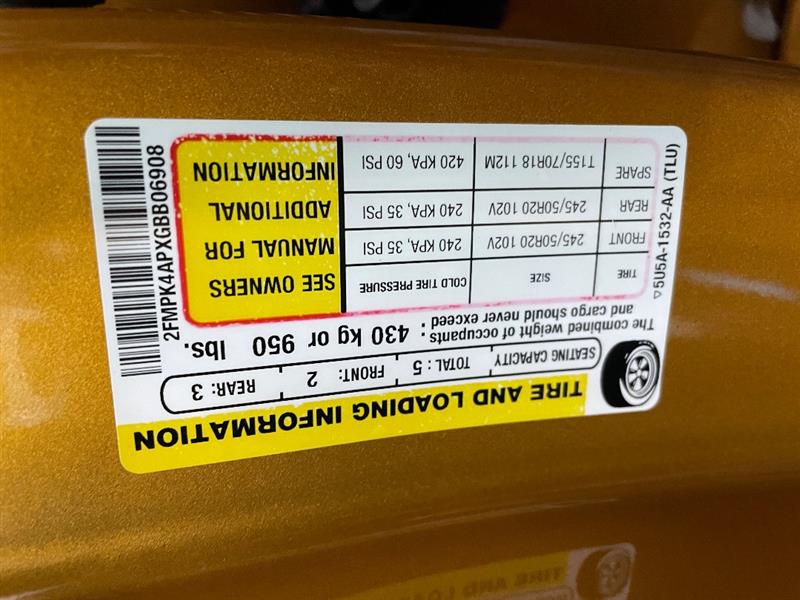 TIRE AND LOADING INFORMATION
SEATING CAPACITY TOTAL : 5 FRONT: 2 REAR: 3
The combined weight of occupants
and cargo should never exceed : 430 kg or 950 lbs.
TIRE SIZE COLD TIRE PRESSURE
FRONT 245/50R20 102V 240 KPA, 35 PSI
REAR 245/50R20 102V 240 KPA, 35 PSI
SPARE T155/70R18 112M 420 KPA, 60 PSI
SEE OWNERS
MANUAL FOR
ADDITIONAL
INFORMATION
5U5A-1532-AA (TLU)
2FMPK4APXGBB06908
TIRE AND LOA